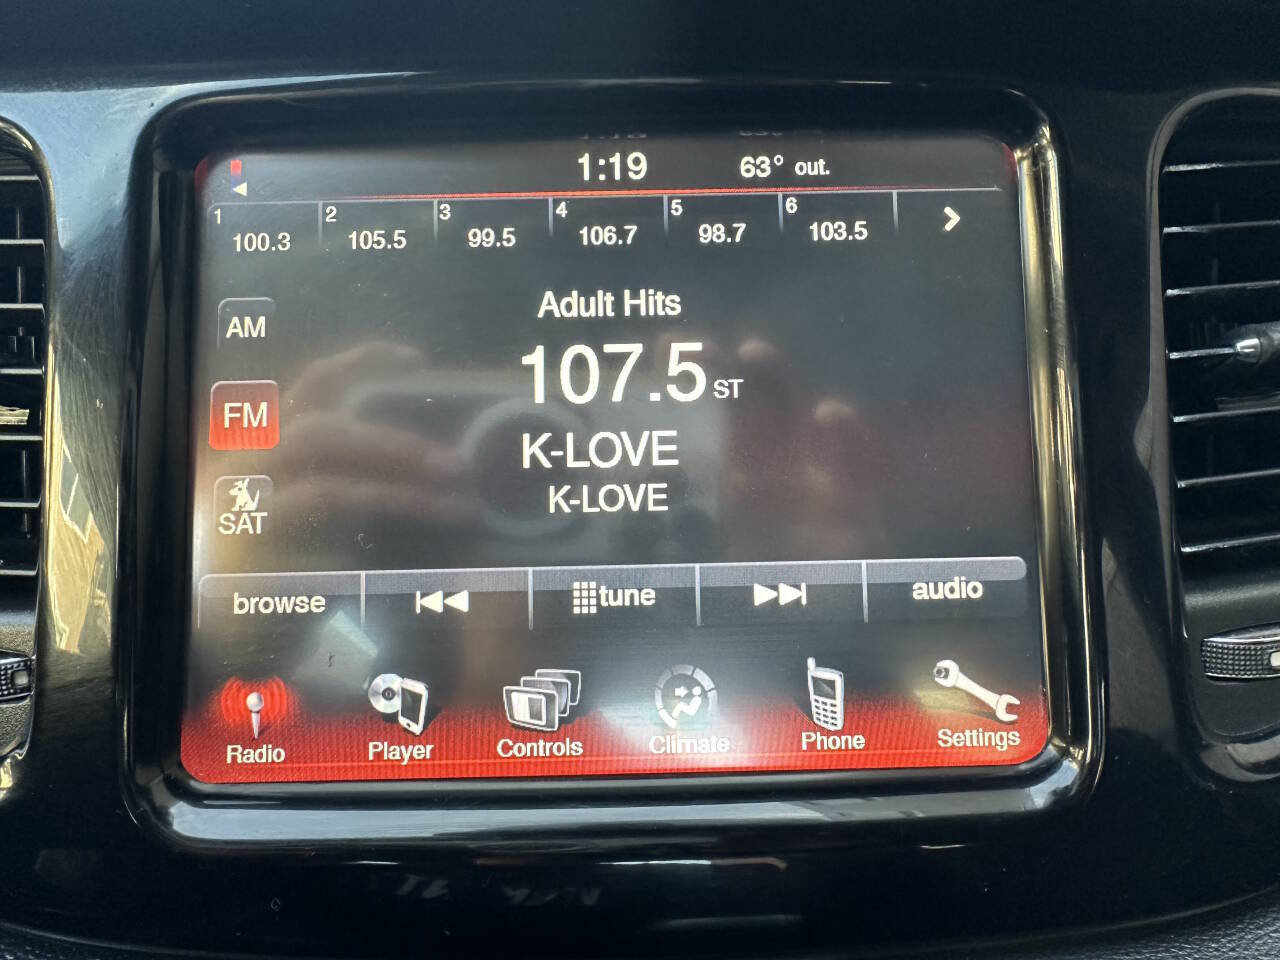 1:19 63° out.
1 100.3 2 105.5 3 99.5 4 106.7 5 98.7 6 103.5
Adult Hits
AM
107.5 ST
FM
K-LOVE
K-LOVE
SAT
browse tune audio
Radio Player Controls Climate Phone Settings